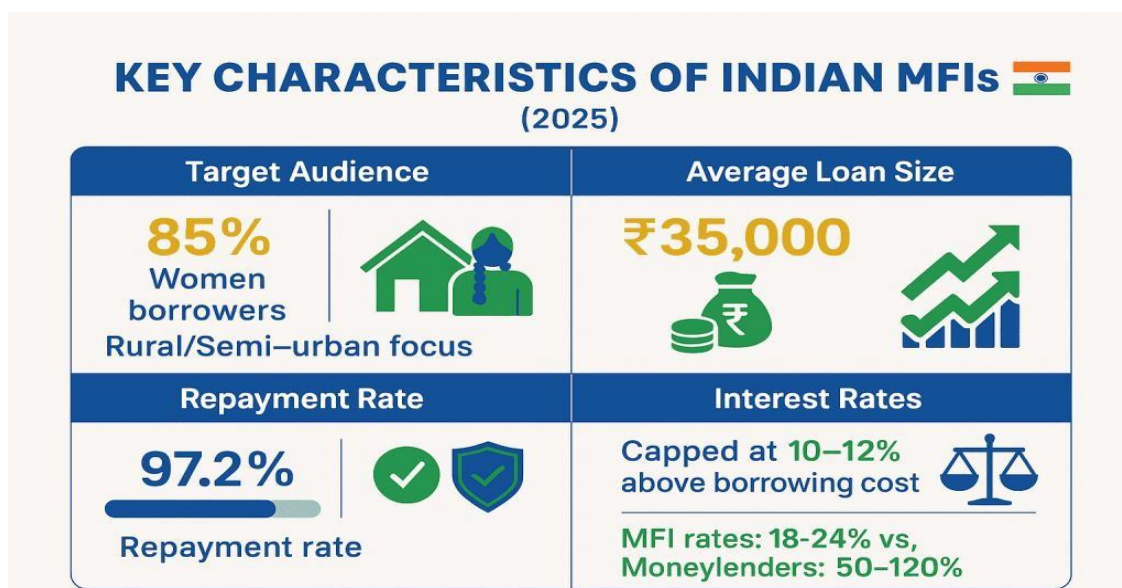 KEY CHARACTERISTICS OF INDIAN MFIs
(2025)
Target Audience
85%
Women
borrowers
Rural/Semi–urban focus
Average Loan Size
₹35,000
₹
Repayment Rate
97.2%
Repayment rate
Interest Rates
Capped at 10–12%
above borrowing cost
MFI rates: 18-24% vs,
Moneylenders: 50–120%